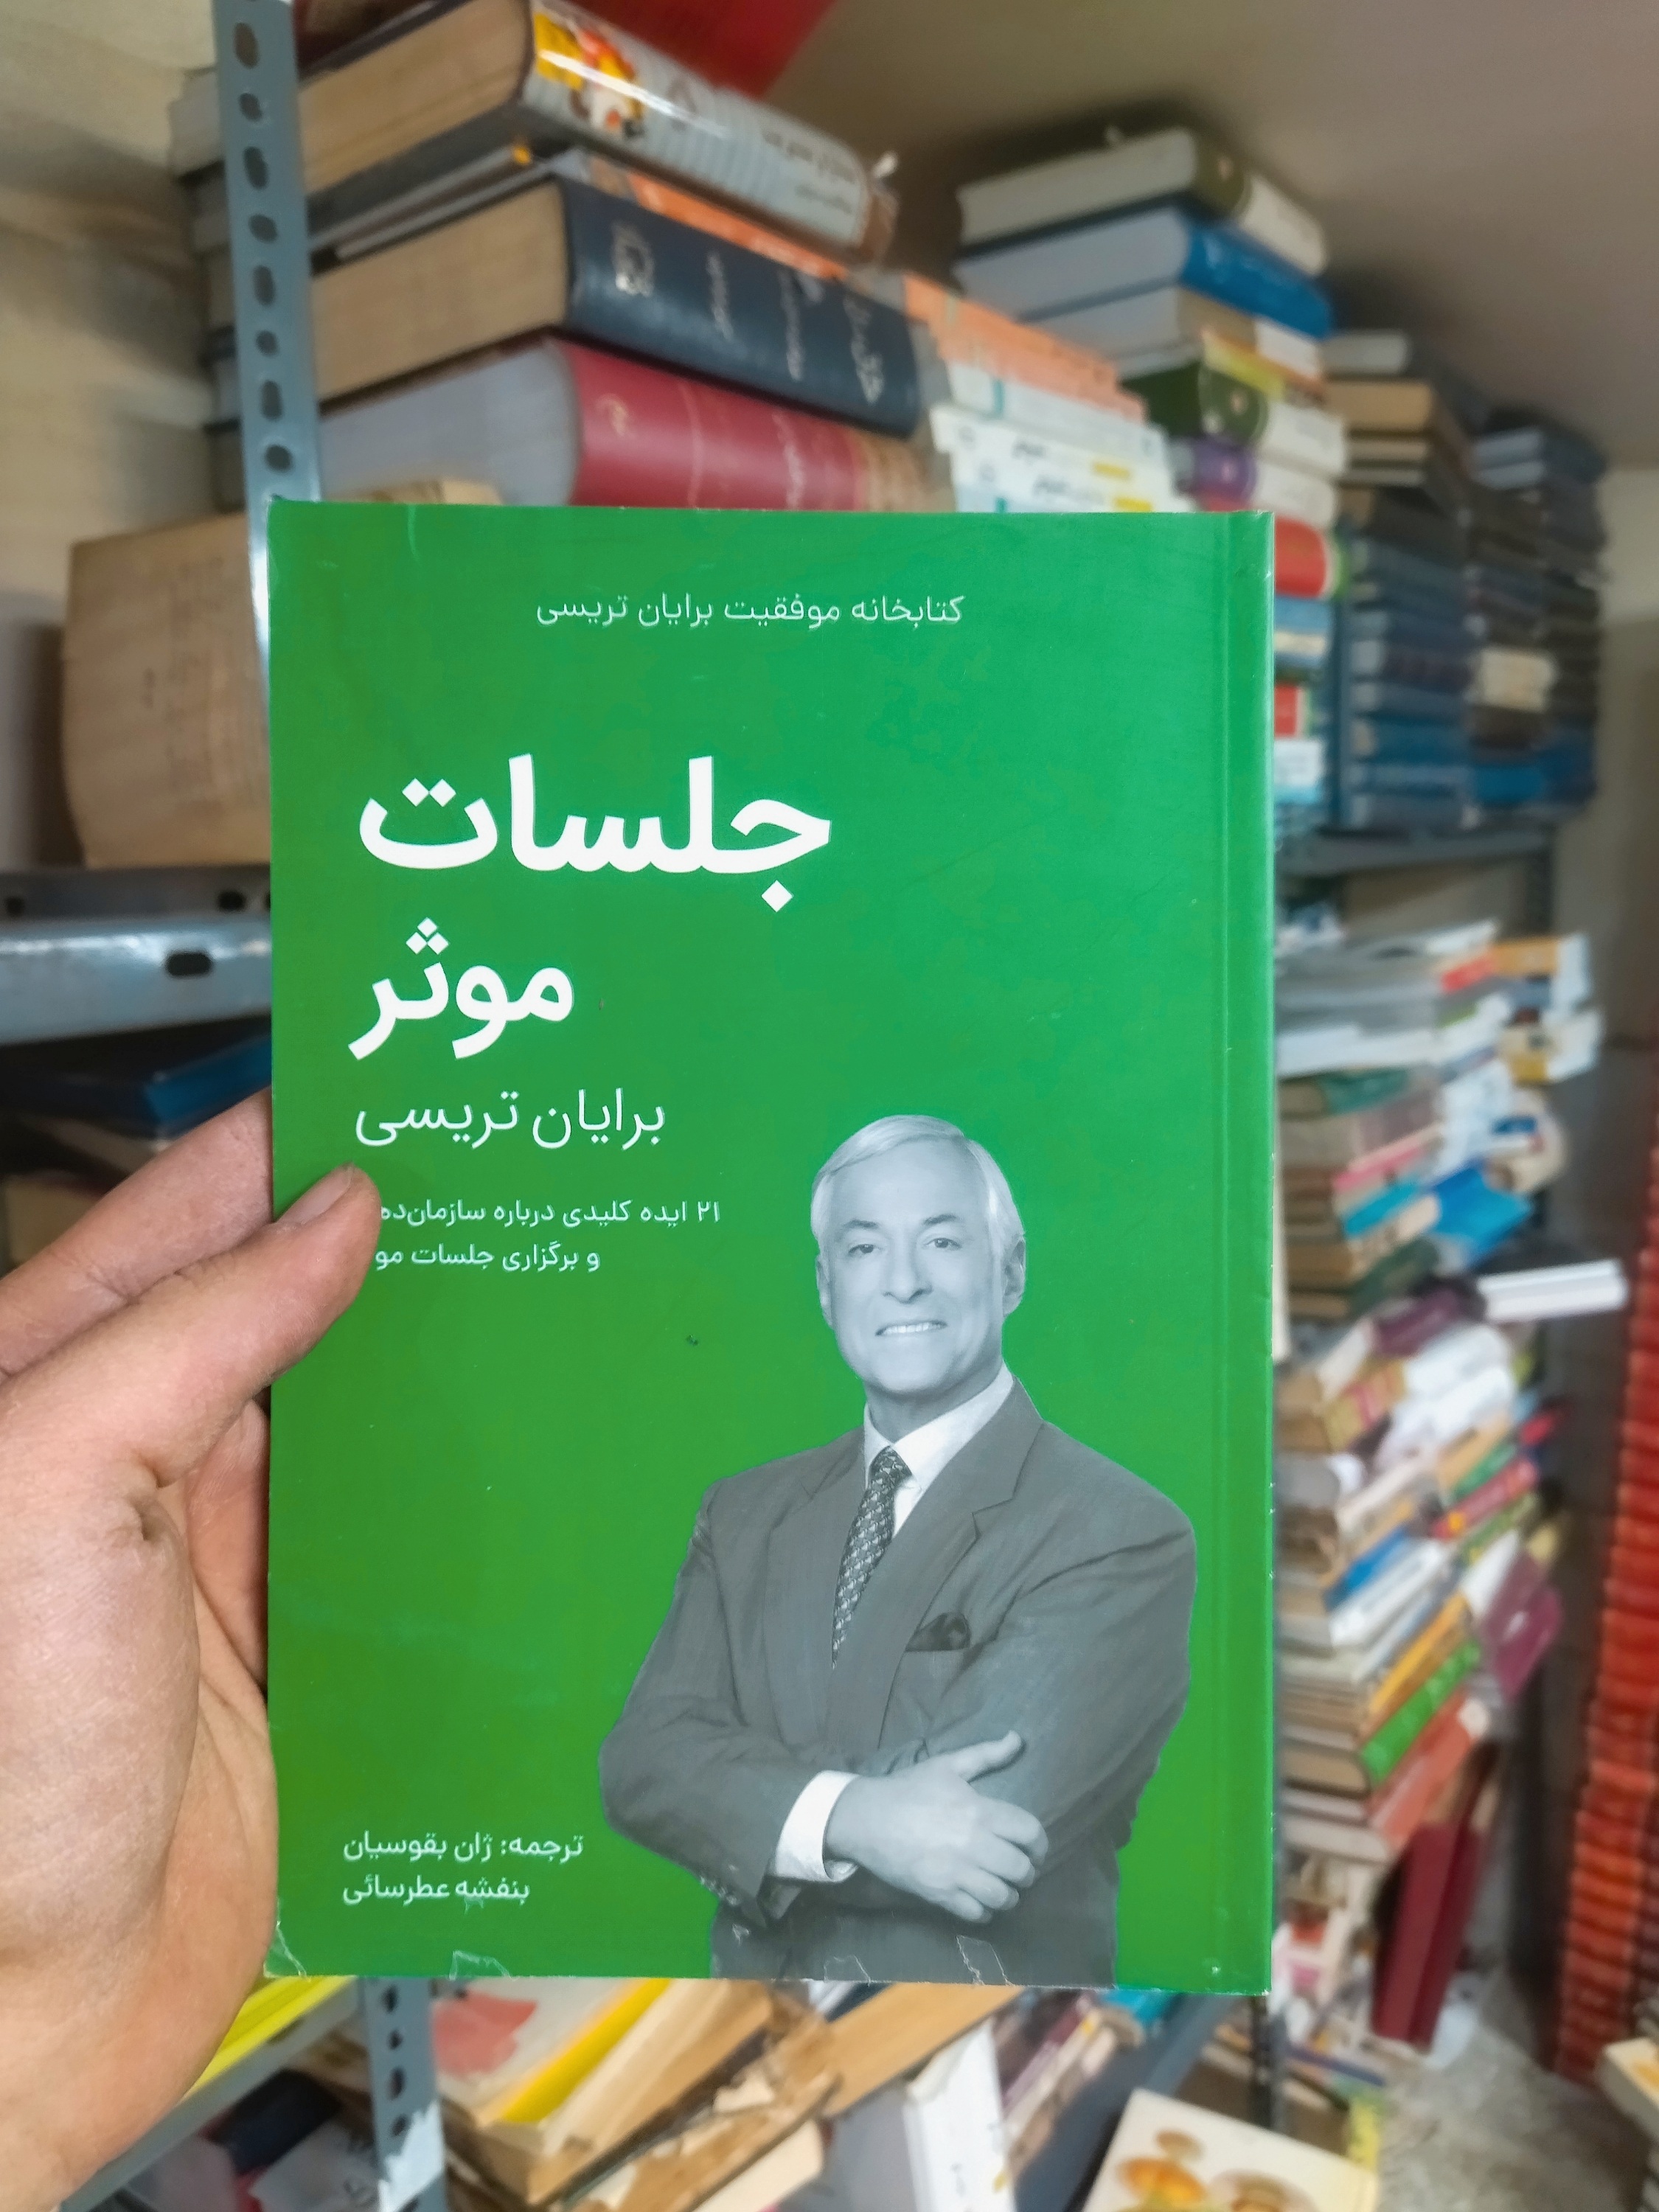 کتابخانه موفقیت برایان تریسی
جلسات
موثر
برایان تریسی
۲۱ ایده کلیدی درباره
و برگزاری جلسات
ترجمه: ژان بقوسیان
بنفشه عطرسائی